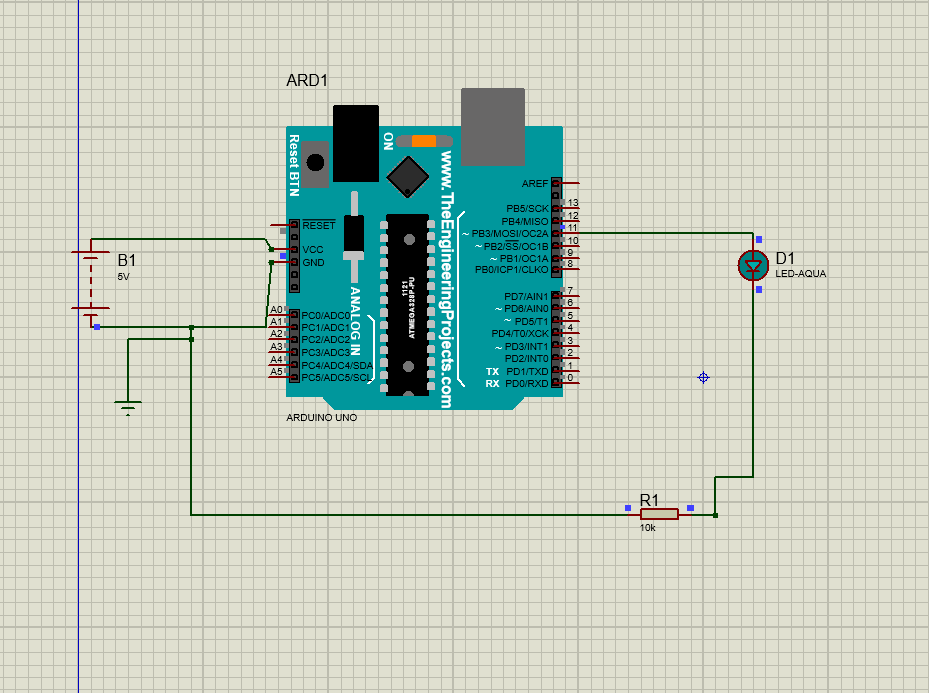 ARD1
Reset BTN
ON
www.TheEngineeringProjects.com
AREF
RESET
VCC
GND
B1
5V
PB5/SCK 13
PB4/MISO 12
~ PB3/MOSI/OC2A 11
~ PB2/SS/OC1B 10
~ PB1/OC1A 9
PB0/ICP1/CLKO 8
D1
LED-AQUA
1121
ATMEGA328P-PU
ANALOG IN
A0 PC0/ADC0
A1 PC1/ADC1
A2 PC2/ADC2
A3 PC3/ADC3
A4 PC4/ADC4/SDA
A5 PC5/ADC5/SCL
PD7/AIN1 7
~ PD6/AIN0 6
~ PD5/T1 5
PD4/T0/XCK 4
~ PD3/INT1 3
PD2/INT0 2
TX PD1/TXD 1
RX PD0/RXD 0
ARDUINO UNO
R1
10k